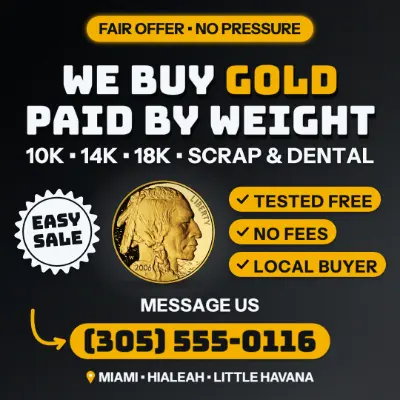 FAIR OFFER ▪ NO PRESSURE
WE BUY GOLD
PAID BY WEIGHT
10K ▪ 14K ▪ 18K ▪ SCRAP & DENTAL
EASY
SALE
LIBERTY
2006
TESTED FREE
NO FEES
LOCAL BUYER
MESSAGE US
(305) 555-0116
MIAMI ▪ HIALEAH ▪ LITTLE HAVANA